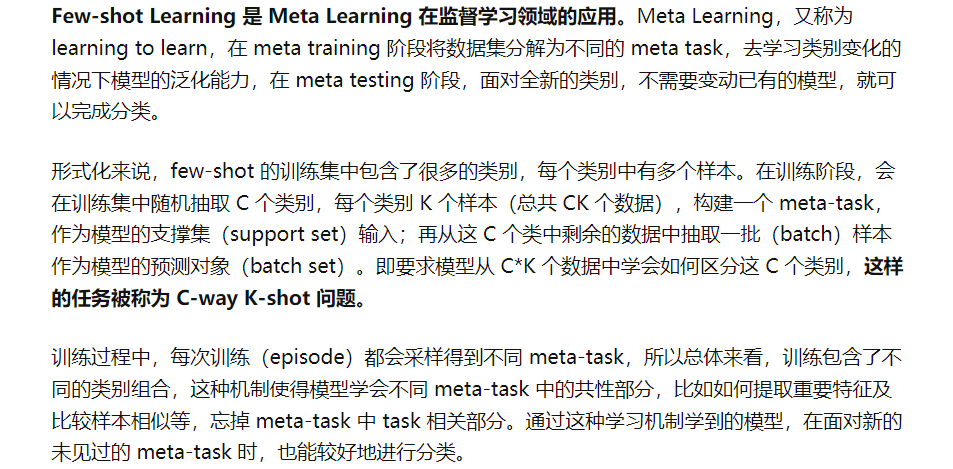 Few-shot Learning 是 Meta Learning 在监督学习领域的应用。Meta Learning，又称为
learning to learn，在 meta training 阶段将数据集分解为不同的 meta task，去学习类别变化的
情况下模型的泛化能力，在 meta testing 阶段，面对全新的类别，不需要变动已有的模型，就可
以完成分类。
形式化来说，few-shot 的训练集中包含了很多的类别，每个类别中有多个样本。在训练阶段，会
在训练集中随机抽取 C 个类别，每个类别 K 个样本（总共 CK 个数据），构建一个 meta-task，
作为模型的支撑集（support set）输入；再从这 C 个类中剩余的数据中抽取一批（batch）样本
作为模型的预测对象（batch set）。即要求模型从 C*K 个数据中学会如何区分这 C 个类别，这样
的任务被称为 C-way K-shot 问题。
训练过程中，每次训练（episode）都会采样得到不同 meta-task，所以总体来看，训练包含了不
同的类别组合，这种机制使得模型学会不同 meta-task 中的共性部分，比如如何提取重要特征及
比较样本相似等，忘掉 meta-task 中 task 相关部分。通过这种学习机制学到的模型，在面对新的
未见过的 meta-task 时，也能较好地进行分类。